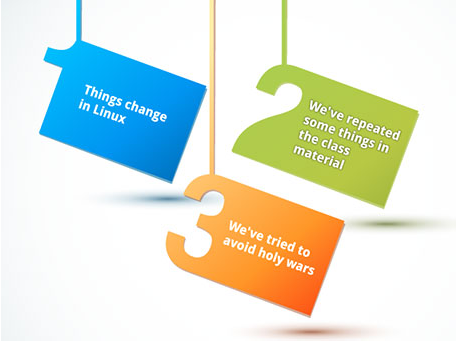 1
Things change
in Linux
2
We've repeated
some things in
the class
material
3
We've tried to
avoid holy wars